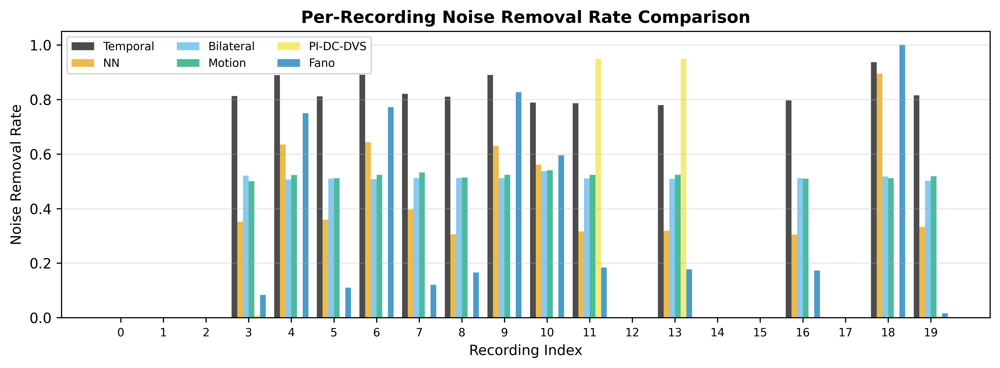 Per-Recording Noise Removal Rate Comparison
Temporal
NN
Bilateral
Motion
PI-DC-DVS
Fano
Noise Removal Rate
1.0
0.8
0.6
0.4
0.2
0.0
0 1 2 3 4 5 6 7 8 9 10 11 12 13 14 15 16 17 18 19
Recording Index